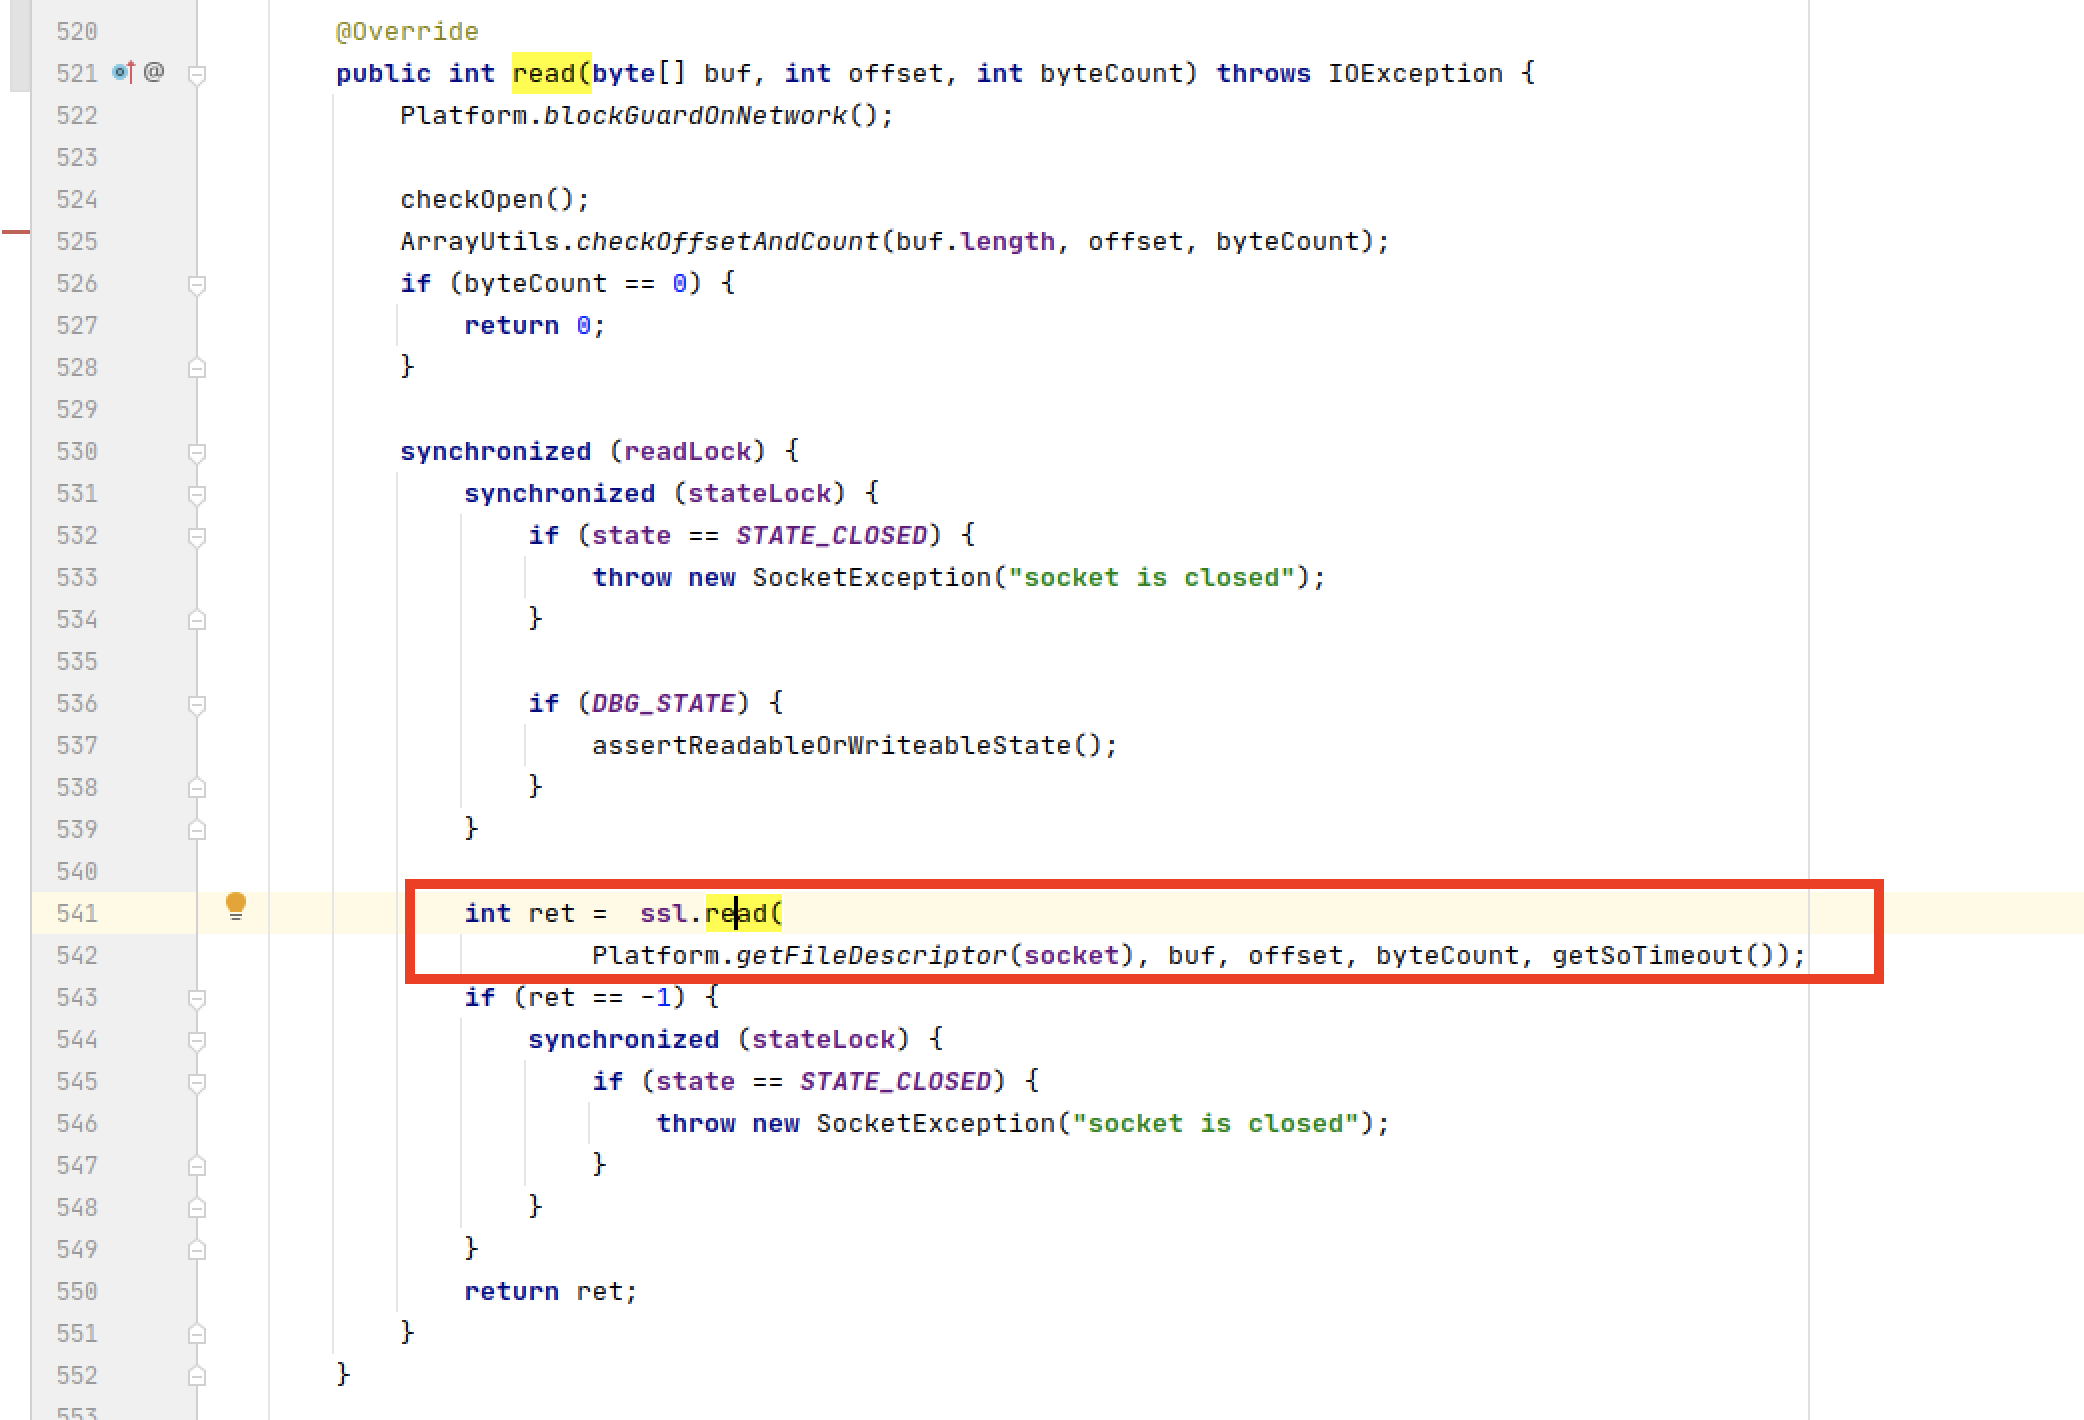 520 @Override
521 @ public int read(byte[] buf, int offset, int byteCount) throws IOException {
522 Platform.blockGuardOnNetwork();
523
524 checkOpen();
525 ArrayUtils.checkOffsetAndCount(buf.length, offset, byteCount);
526 if (byteCount == 0) {
527 return 0;
528 }
529
530 synchronized (readLock) {
531 synchronized (stateLock) {
532 if (state == STATE_CLOSED) {
533 throw new SocketException("socket is closed");
534 }
535
536 if (DBG_STATE) {
537 assertReadableOrWriteableState();
538 }
539 }
540
541 int ret =  ssl.read(
542 Platform.getFileDescriptor(socket), buf, offset, byteCount, getSoTimeout());
543 if (ret == -1) {
544 synchronized (stateLock) {
545 if (state == STATE_CLOSED) {
546 throw new SocketException("socket is closed");
547 }
548 }
549 }
550 return ret;
551 }
552 }
553